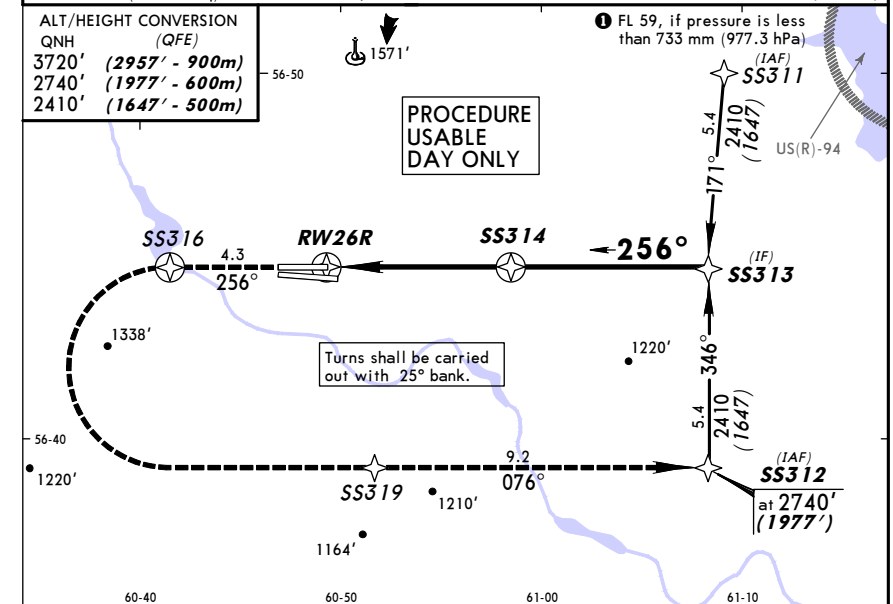 ALT/HEIGHT CONVERSION
QNH (QFE)
3720' (2957' - 900m)
2740' (1977' - 600m)
2410' (1647' - 500m)
1571'
❶ FL 59, if pressure is less
than 733 mm (977.3 hPa)
56-50
(IAF)
SS311
PROCEDURE
USABLE
DAY ONLY
5.4
2410
(1647)
171°
US(R)-94
SS316
4.3
256°
RW26R
SS314
256°
(IF)
SS313
1338'
Turns shall be carried
out with 25° bank.
1220'
346°
5.4
2410
(1647)
56-40
1220'
SS319
9.2
076°
(IAF)
SS312
at 2740'
(1977')
1210'
1164'
60-40
60-50
61-00
61-10